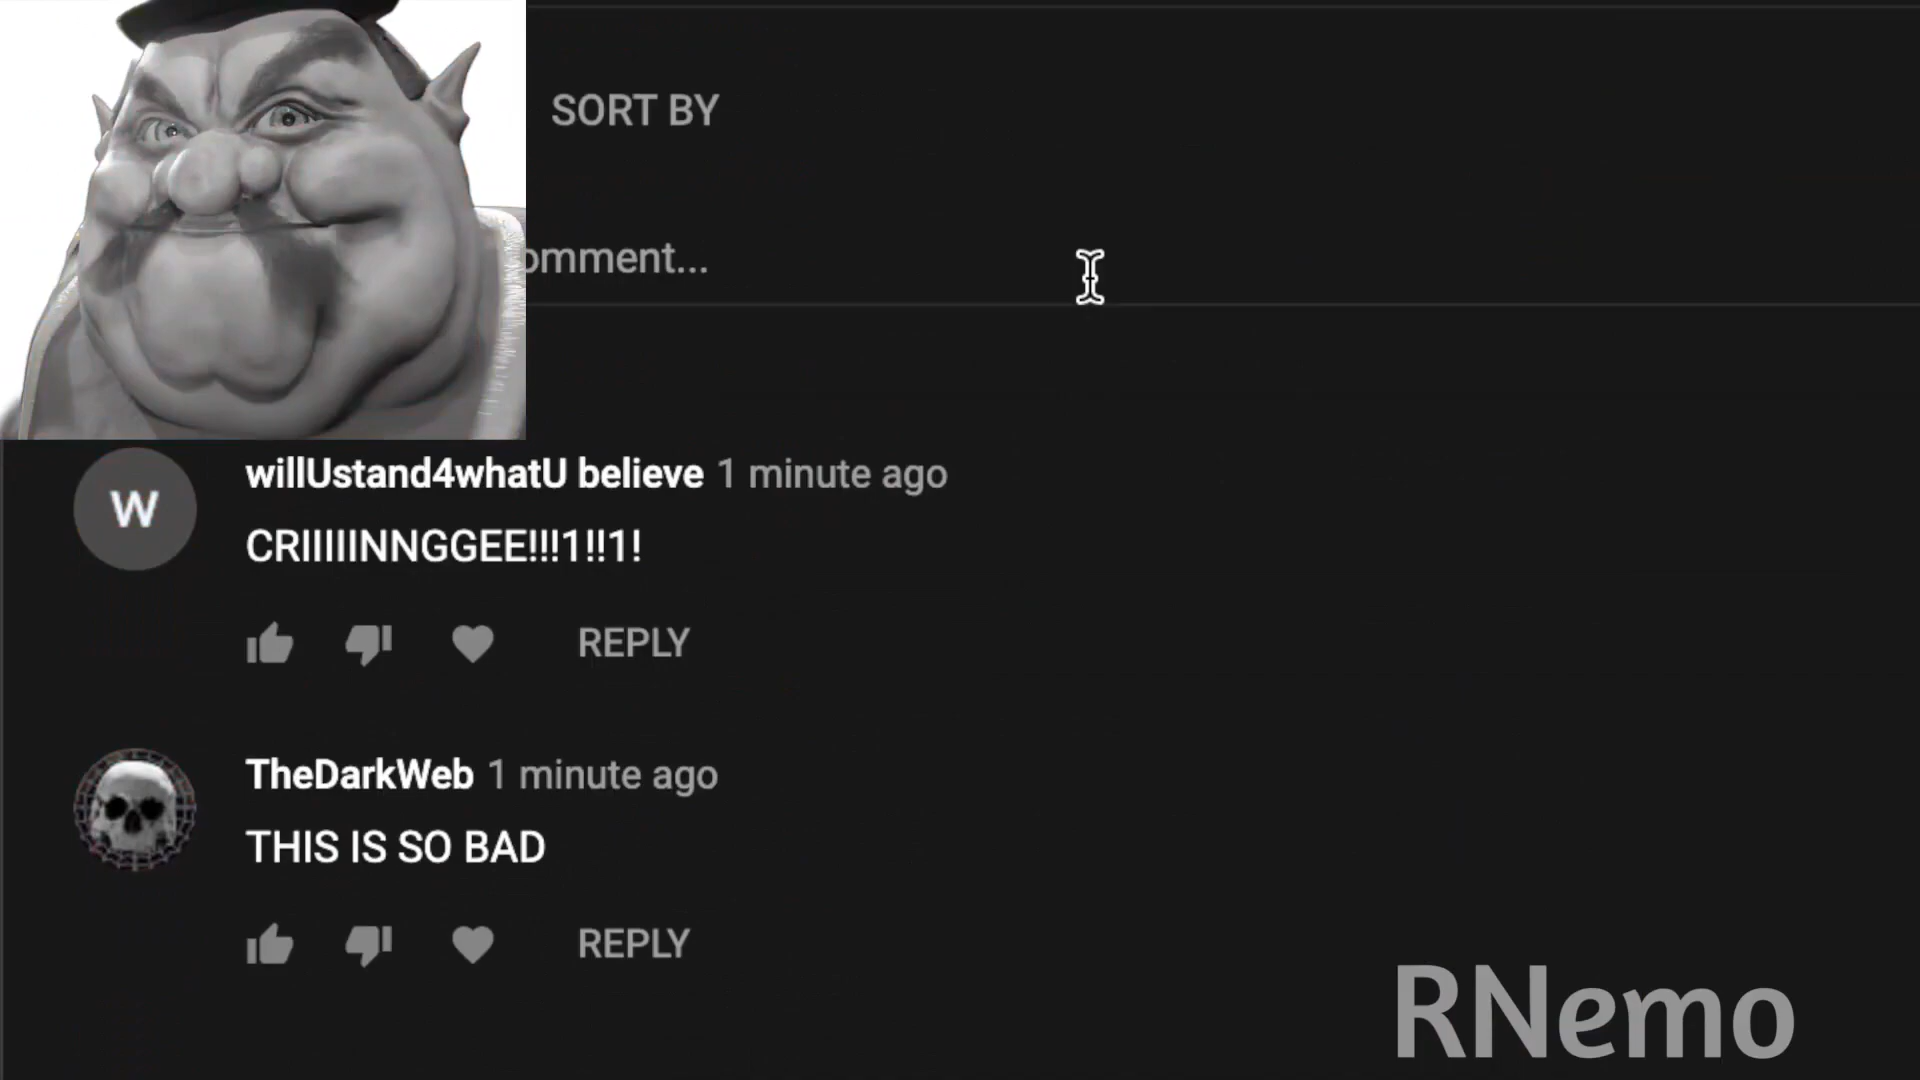 SORT BY
omment...
W
willUstand4whatU believe 1 minute ago
CRIIIIINNGGEE!!!1!!1!
REPLY
TheDarkWeb 1 minute ago
THIS IS SO BAD
REPLY
RNemo